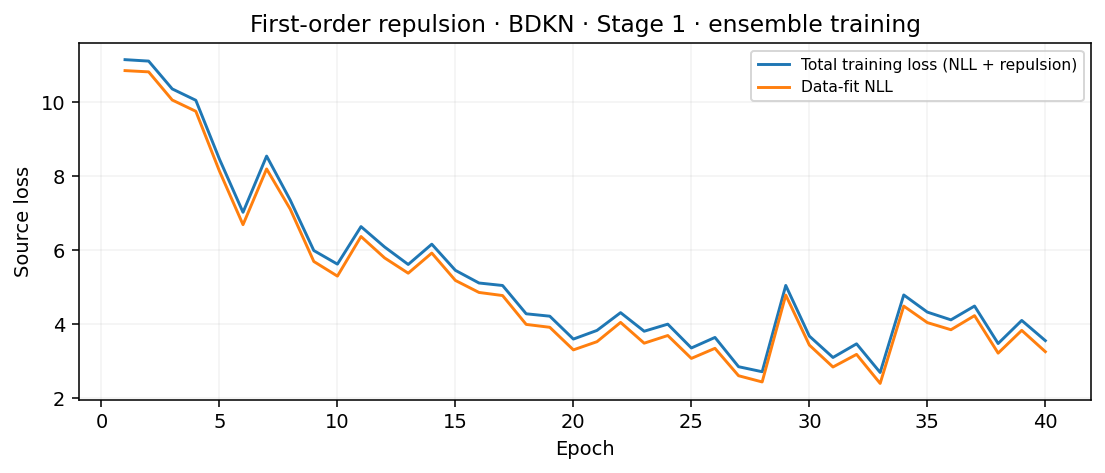 First-order repulsion · BDKN · Stage 1 · ensemble training
Total training loss (NLL + repulsion)
Data-fit NLL
Source loss
10
8
6
4
2
0 5 10 15 20 25 30 35 40
Epoch